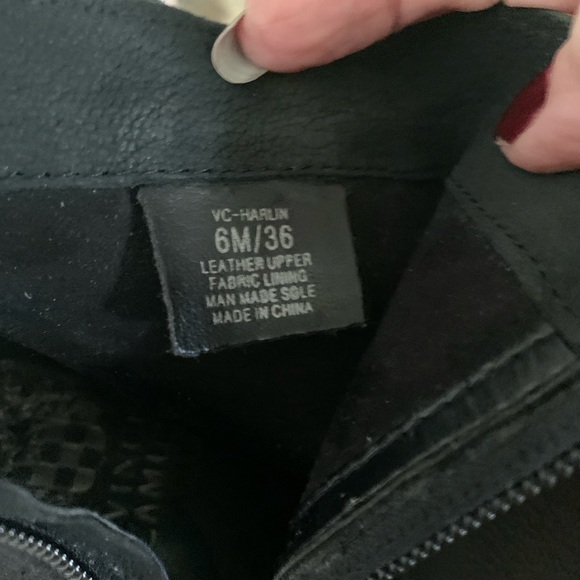 VC-HARLIN
6M/36
LEATHER UPPER
FABRIC LINING
MAN MADE SOLE
MADE IN CHINA